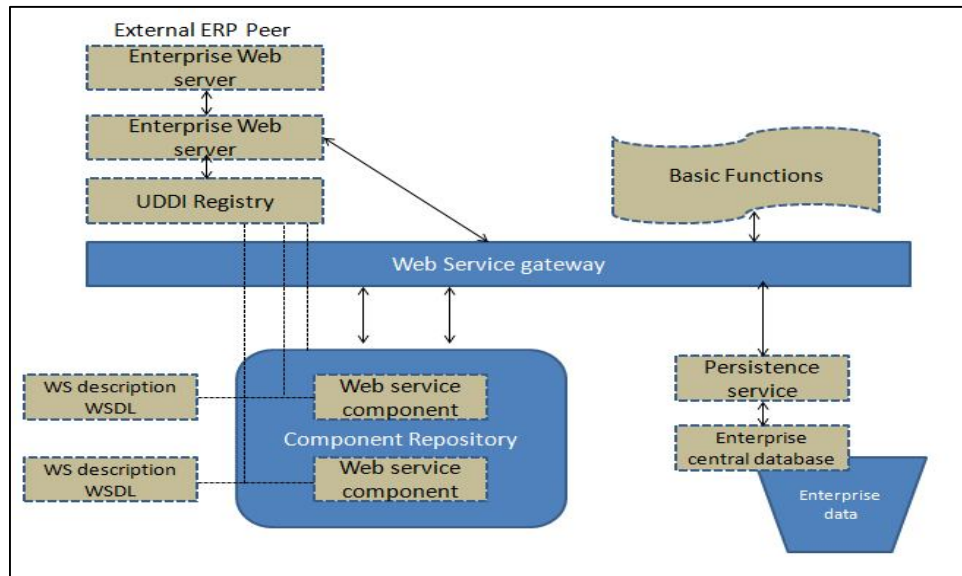 External ERP Peer
Enterprise Web
server
Enterprise Web
server
UDDI Registry
Basic Functions
Web Service gateway
WS description
WSDL
Web service
component
Component Repository
WS description
WSDL
Web service
component
Persistence
service
Enterprise
central database
Enterprise
data